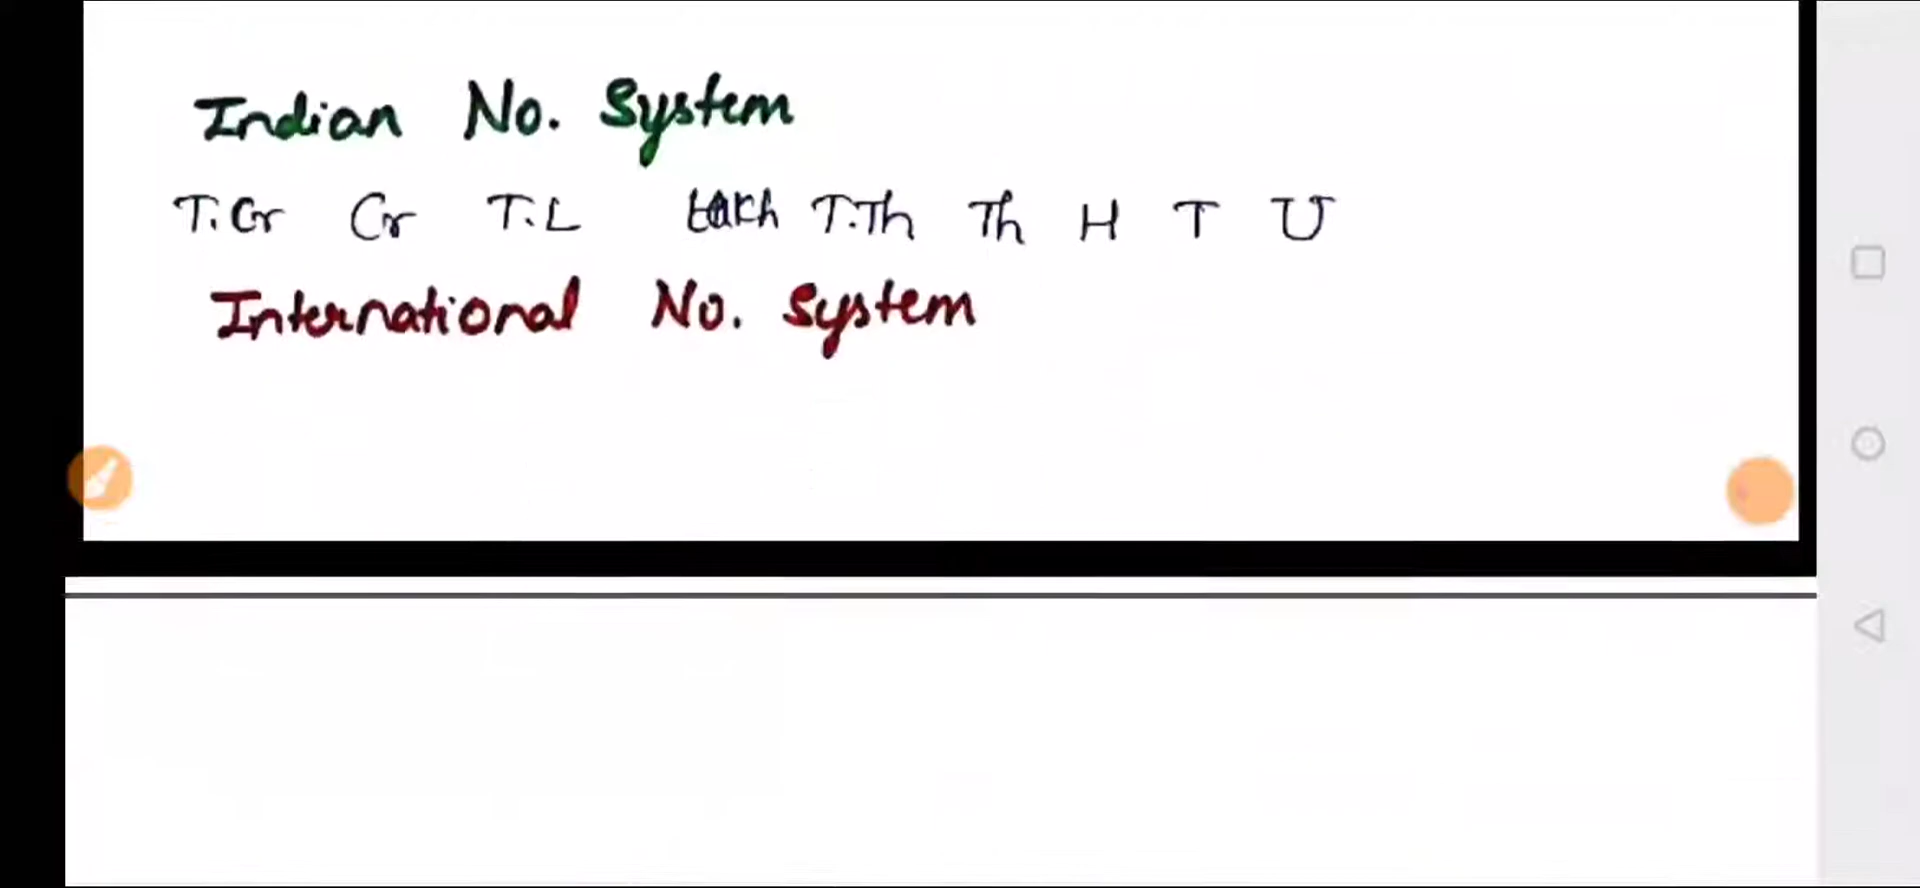 Indian No. System
T.Cr Cr T.L Lakh T.Th Th H T U
International No. System